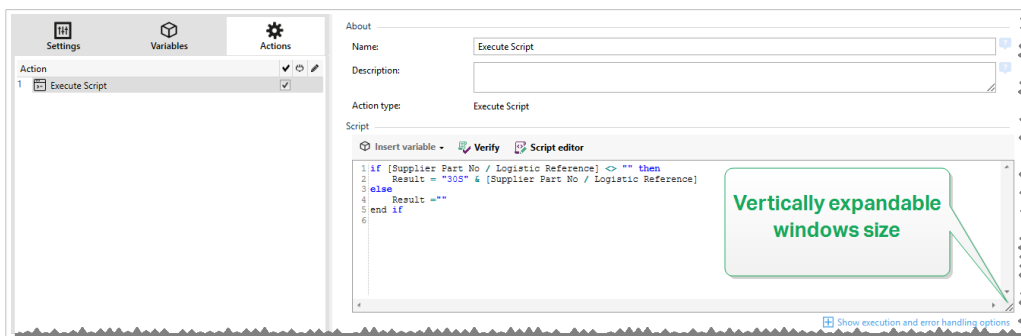 Settings Variables Actions
Action
1 Execute Script
About
Name: Execute Script ?
Description: ?
Action type: Execute Script
Script
Insert variable Verify Script editor
1 if [Supplier Part No / Logistic Reference] <> "" then
2 Result = "30S" & [Supplier Part No / Logistic Reference]
3 else
4 Result =""
5 end if
6
Vertically expandable
windows size
Show execution and error handling options